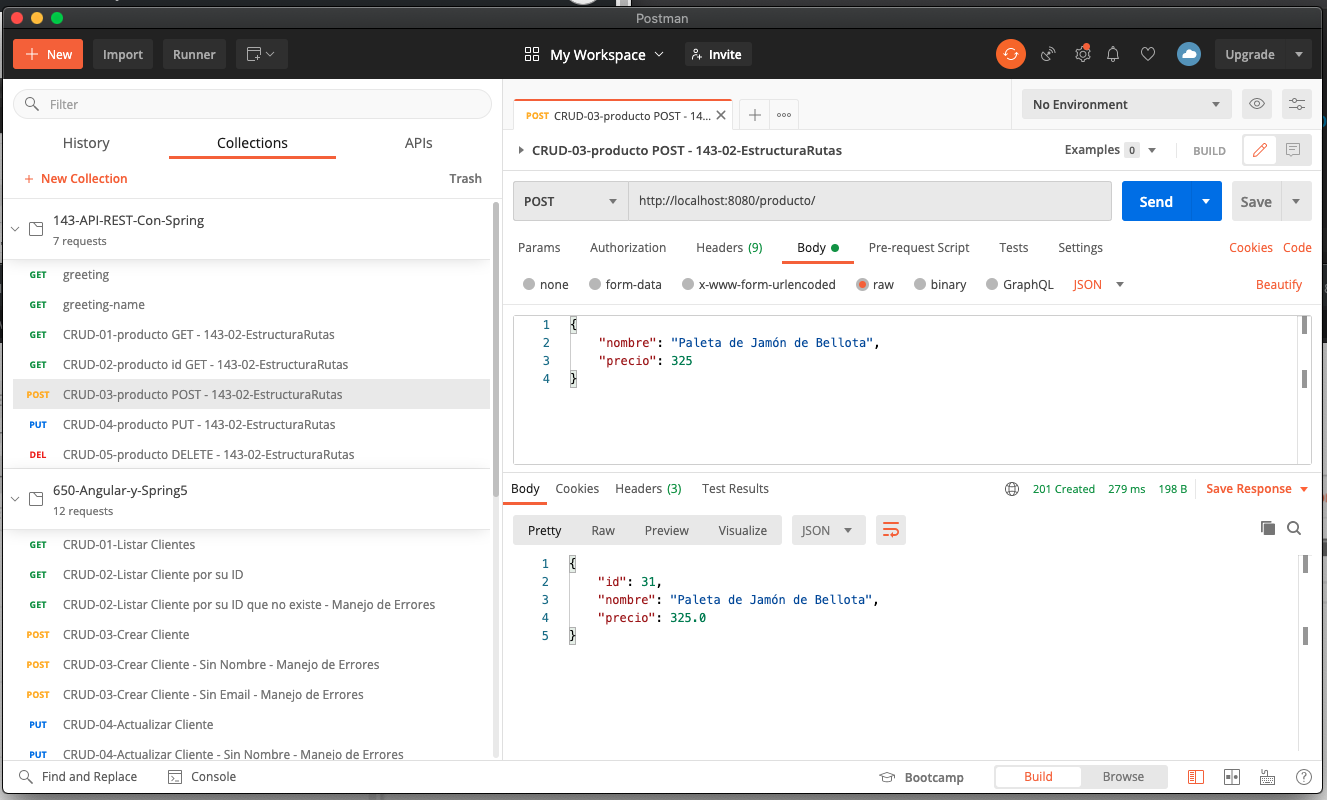 Postman
New
Import
Runner
My Workspace
Invite
Upgrade
Filter
History
Collections
APIs
+ New Collection
Trash
143-API-REST-Con-Spring
7 requests
GET greeting
GET greeting-name
GET CRUD-01-producto GET - 143-02-EstructuraRutas
GET CRUD-02-producto id GET - 143-02-EstructuraRutas
POST CRUD-03-producto POST - 143-02-EstructuraRutas
PUT CRUD-04-producto PUT - 143-02-EstructuraRutas
DEL CRUD-05-producto DELETE - 143-02-EstructuraRutas
650-Angular-y-Spring5
12 requests
GET CRUD-01-Listar Clientes
GET CRUD-02-Listar Cliente por su ID
GET CRUD-02-Listar Cliente por su ID que no existe - Manejo de Errores
POST CRUD-03-Crear Cliente
POST CRUD-03-Crear Cliente - Sin Nombre - Manejo de Errores
POST CRUD-03-Crear Cliente - Sin Email - Manejo de Errores
PUT CRUD-04-Actualizar Cliente
PUT CRUD-04-Actualizar Cliente - Sin Nombre - Manejo de Errores
POST CRUD-03-producto POST - 14...
No Environment
CRUD-03-producto POST - 143-02-EstructuraRutas
Examples 0
BUILD
POST
http://localhost:8080/producto/
Send
Save
Params Authorization Headers (9) Body Pre-request Script Tests Settings
Cookies Code
none form-data x-www-form-urlencoded raw binary GraphQL JSON
Beautify
1 {
2 "nombre": "Paleta de Jamón de Bellota",
3 "precio": 325
4 }
Body Cookies Headers (3) Test Results
201 Created 279 ms 198 B Save Response
Pretty Raw Preview Visualize JSON
1 {
2 "id": 31,
3 "nombre": "Paleta de Jamón de Bellota",
4 "precio": 325.0
5 }
Find and Replace
Console
Bootcamp
Build
Browse